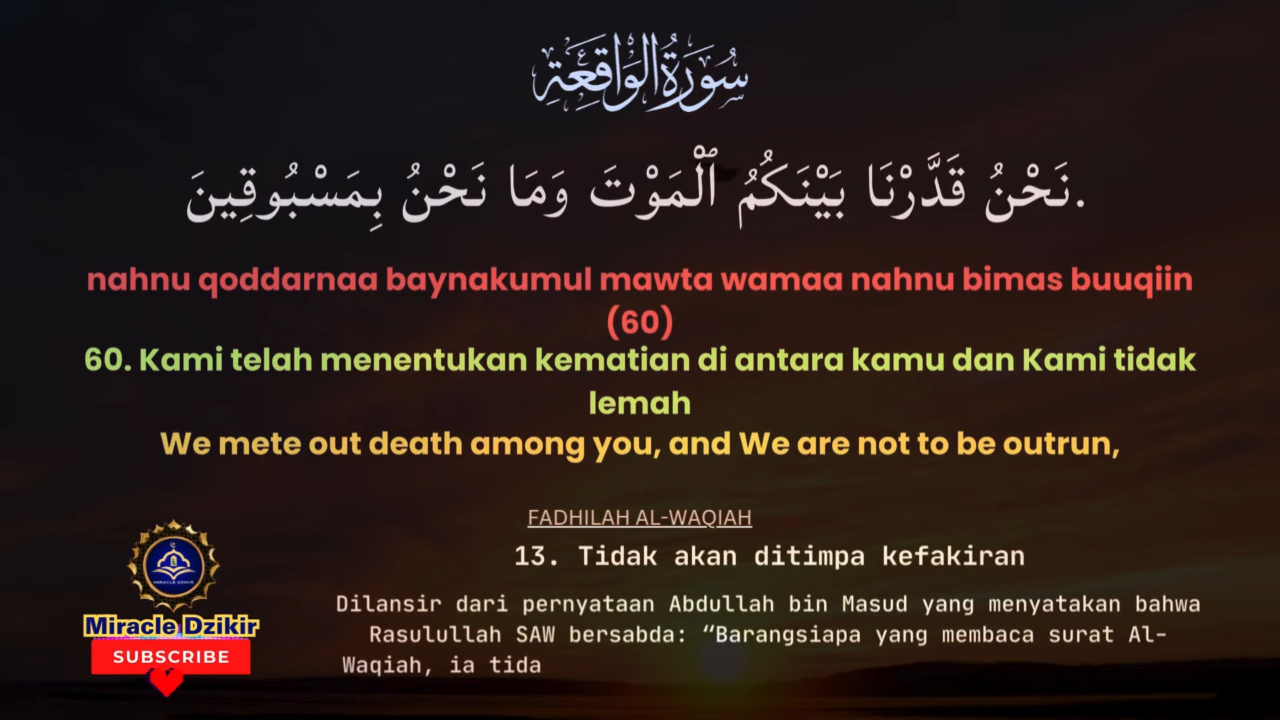 سُورَةُ الْوَاقِعَةِ
نَحْنُ قَدَّرْنَا بَيْنَكُمُ ٱلْمَوْتَ وَمَا نَحْنُ بِمَسْبُوقِينَ.
nahnu qoddarnaa baynakumul mawta wamaa nahnu bimas buuqiin
(60)
60. Kami telah menentukan kematian di antara kamu dan Kami tidak
lemah
We mete out death among you, and We are not to be outrun,
FADHILAH AL-WAQIAH
13. Tidak akan ditimpa kefakiran
Dilansir dari pernyataan Abdullah bin Masud yang menyatakan bahwa
Rasulullah SAW bersabda: “Barangsiapa yang membaca surat Al-
Waqiah, ia tida
MIRACLE DZIKIR
Miracle Dzikir
SUBSCRIBE